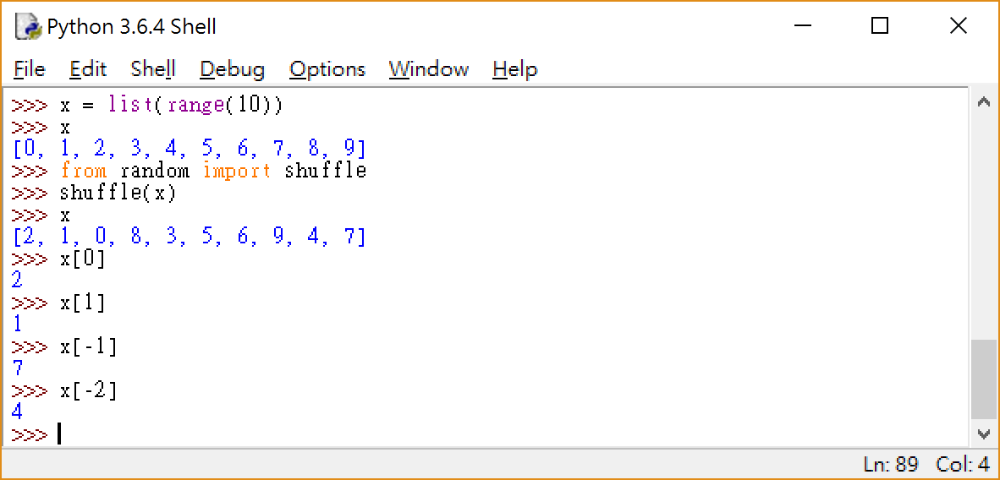 Python 3.6.4 Shell
File Edit Shell Debug Options Window Help
>>> x = list(range(10))
>>> x
[0, 1, 2, 3, 4, 5, 6, 7, 8, 9]
>>> from random import shuffle
>>> shuffle(x)
>>> x
[2, 1, 0, 8, 3, 5, 6, 9, 4, 7]
>>> x[0]
2
>>> x[1]
1
>>> x[-1]
7
>>> x[-2]
4
>>>
Ln: 89 Col: 4